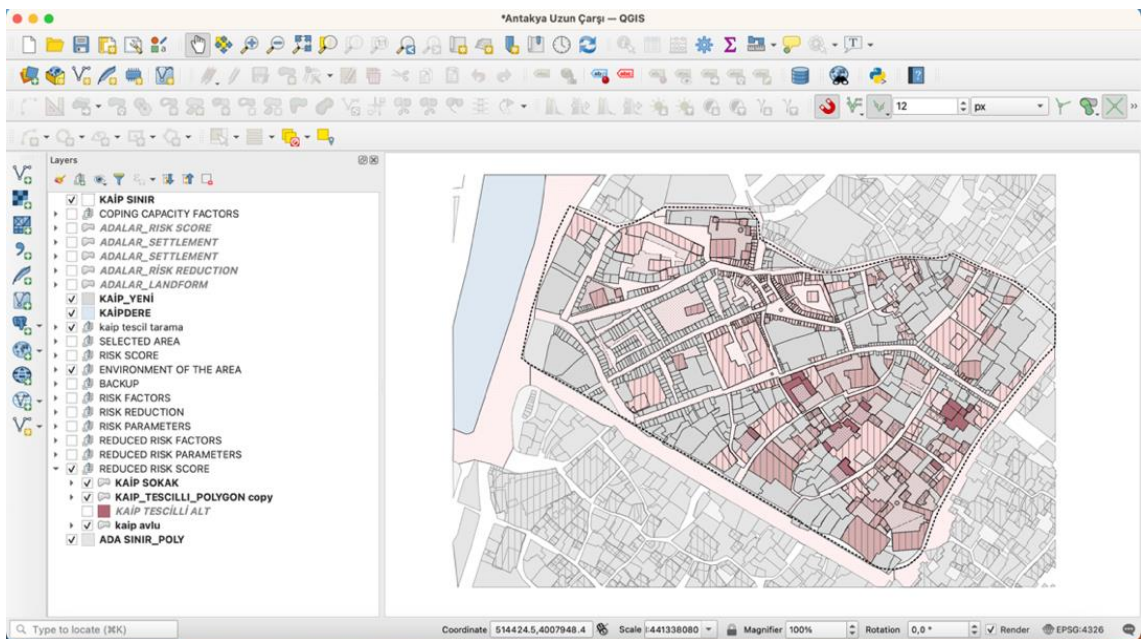 *Antakya Uzun Çarşı — QGIS
12
px
Layers
KAİP SINIR
COPING CAPACITY FACTORS
ADALAR_RISK SCORE
ADALAR_SETTLEMENT
ADALAR_SETTLEMENT
ADALAR_RİSK REDUCTION
ADALAR_LANDFORM
KAİP_YENİ
KAİPDERE
kaip tescil tarama
SELECTED AREA
RISK SCORE
ENVIRONMENT OF THE AREA
BACKUP
RISK FACTORS
RISK REDUCTION
RISK PARAMETERS
REDUCED RISK FACTORS
REDUCED RISK PARAMETERS
REDUCED RISK SCORE
KAİP SOKAK
KAIP_TESCILLI_POLYGON copy
KAİP TESCİLLİ ALT
kaip avlu
ADA SINIR_POLY
Type to locate (⌘K) Coordinate 514424.5,4007948.4 Scale 1:441338080 Magnifier 100% Rotation 0,0 ° Render EPSG:4326